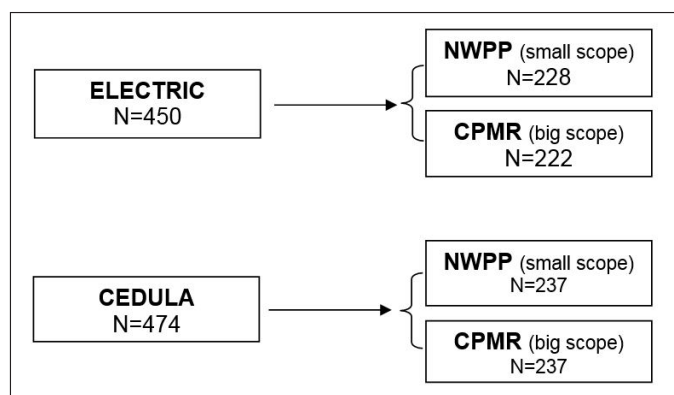 ELECTRIC
N=450
NWPP (small scope)
N=228
CPMR (big scope)
N=222
CEDULA
N=474
NWPP (small scope)
N=237
CPMR (big scope)
N=237